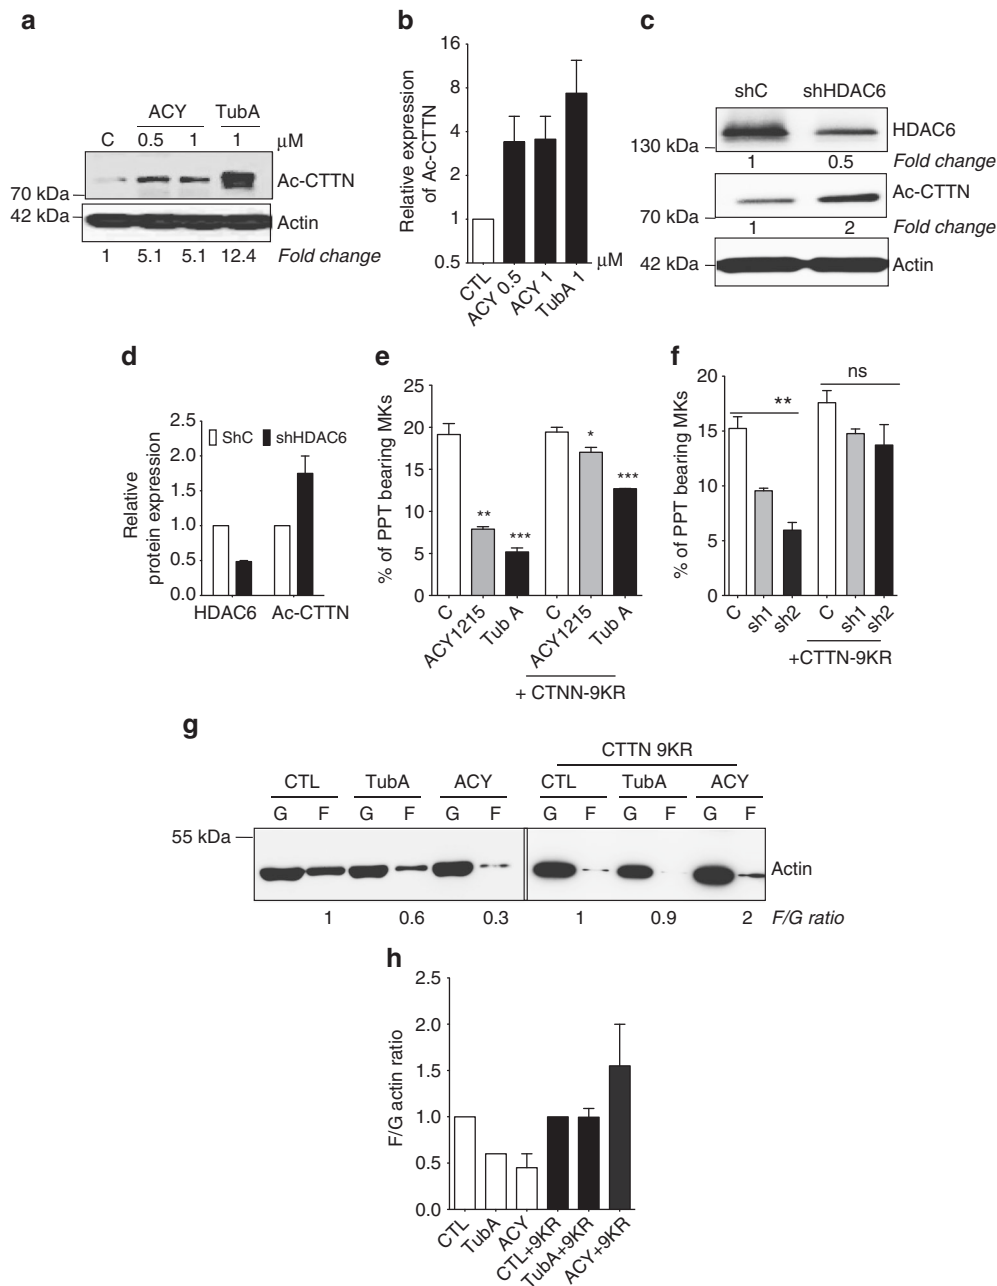 a
ACY TubA
C 0.5 1 1 μM
Ac-CTTN
70 kDa
42 kDa
Actin
1 5.1 5.1 12.4 Fold change
b
Relative expression
of Ac-CTTN
16
8
4
2
1
0.5
μM
CTL
ACY 0.5
ACY 1
TubA 1
c
shC shHDAC6
HDAC6
130 kDa
1 0.5 Fold change
Ac-CTTN
70 kDa
1 2 Fold change
42 kDa
Actin
d
Relative
protein expression
2.5
2.0
1.5
1.0
0.5
0.0
ShC shHDAC6
HDAC6 Ac-CTTN
e
% of PPT bearing MKs
25
20
15
10
5
0
**
***
*
***
C
ACY1215
Tub A
C
ACY1215
Tub A
+ CTNN-9KR
f
% of PPT bearing MKs
20
15
10
5
0
**
ns
C
sh1
sh2
C
sh1
sh2
+CTTN-9KR
g
CTTN 9KR
CTL TubA ACY CTL TubA ACY
G F G F G F G F G F G F
55 kDa
Actin
1 0.6 0.3 1 0.9 2 F/G ratio
h
F/G actin ratio
2.5
2.0
1.5
1.0
0.5
0.0
CTL
TubA
ACY
CTL+9KR
TubA+9KR
ACY+9KR